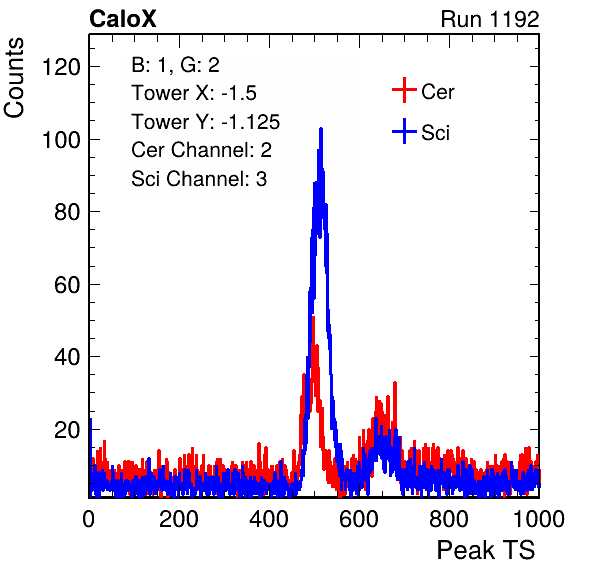 CaloX Run 1192
Counts
B: 1, G: 2
Tower X: -1.5
Tower Y: -1.125
Cer Channel: 2
Sci Channel: 3
Cer
Sci
120
100
80
60
40
20
0 200 400 600 800 1000
Peak TS